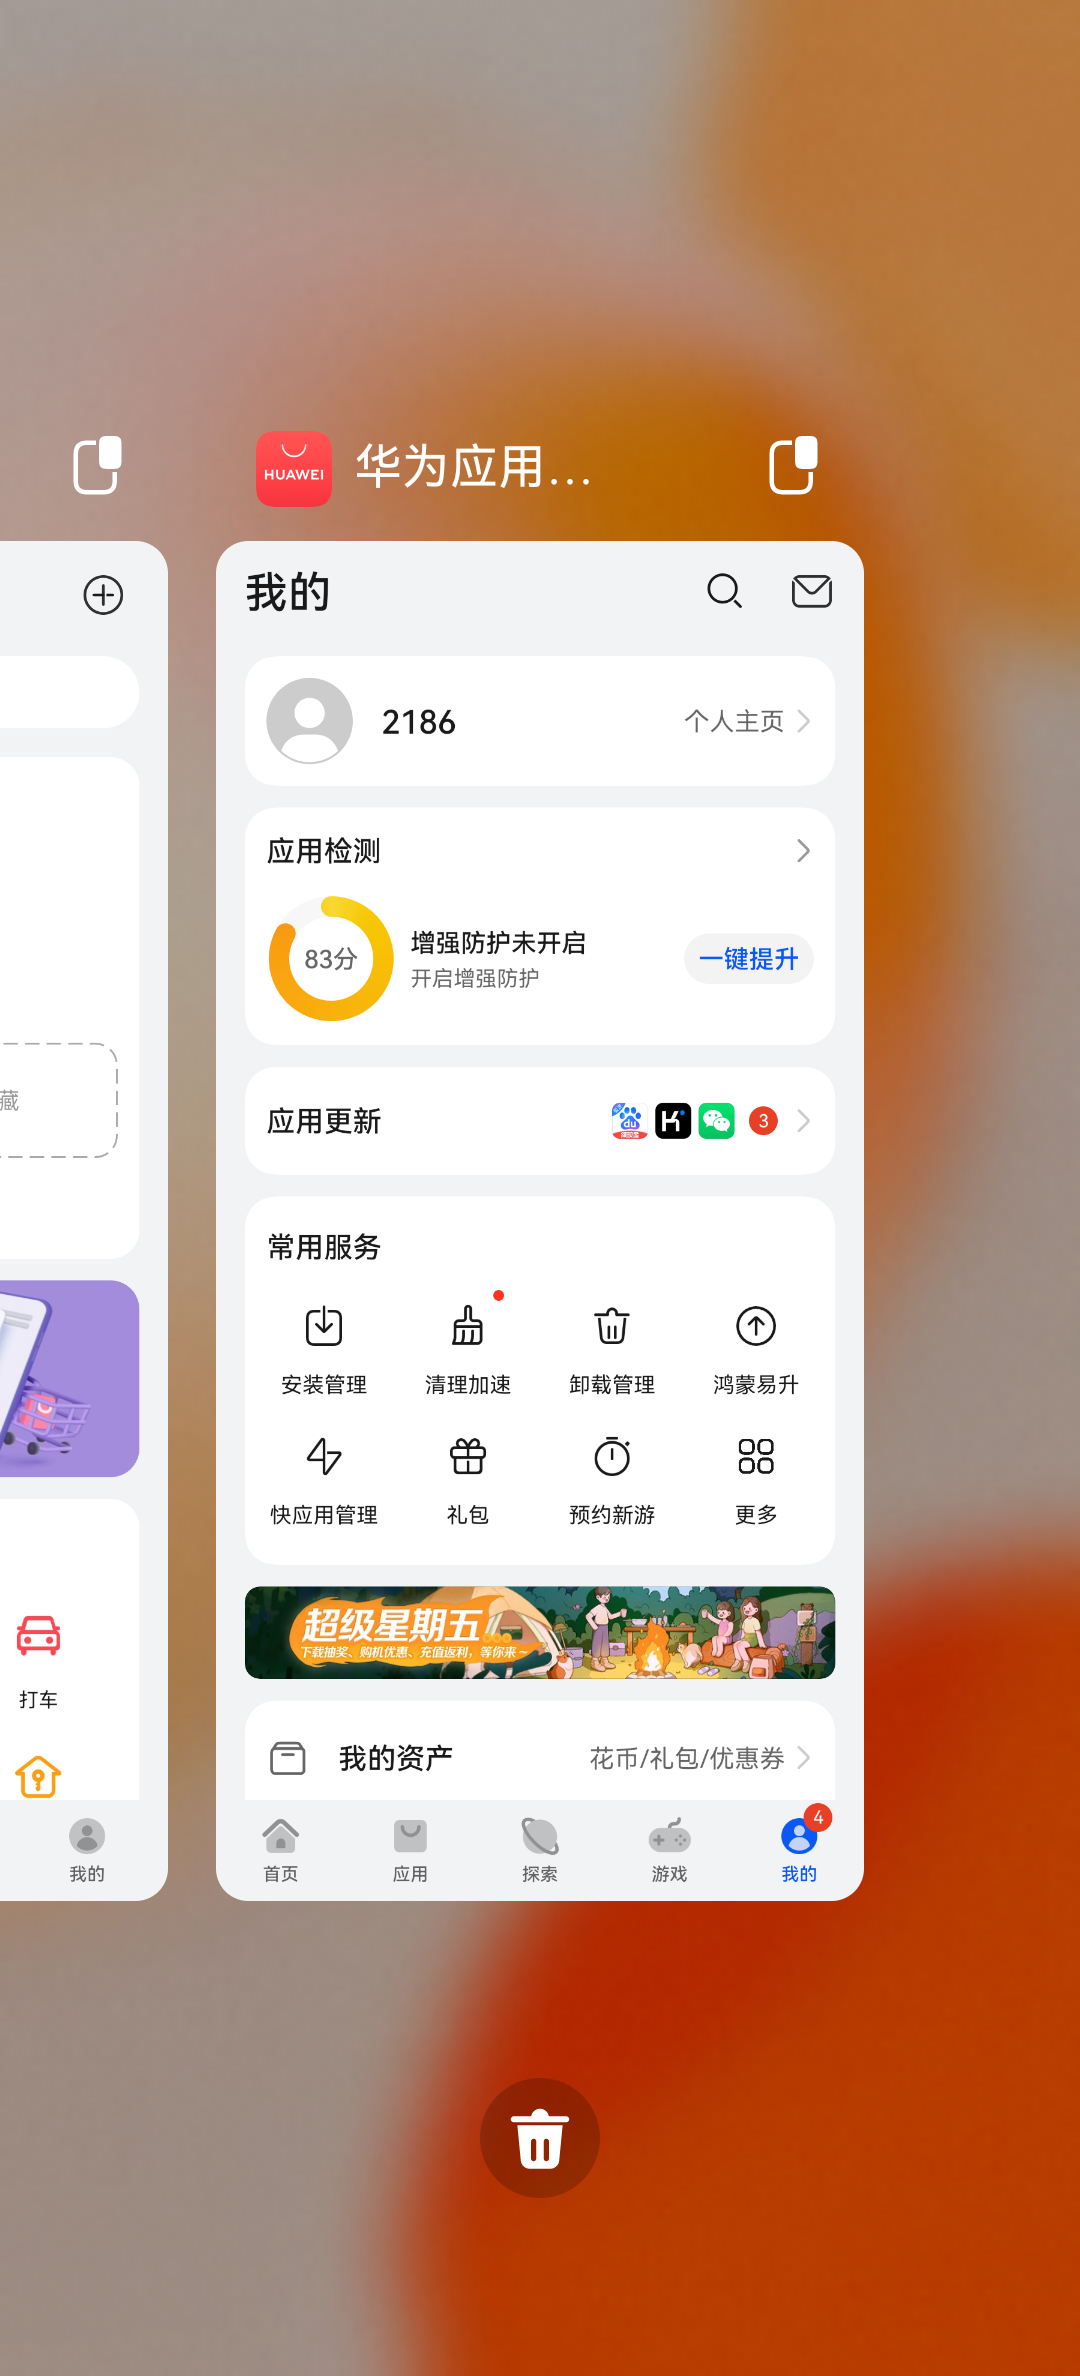 HUAWEI
华为应用...
我的
2186
个人主页
应用检测
83分
增强防护未开启
开启增强防护
一键提升
藏
应用更新
du
3
常用服务
安装管理
清理加速
卸载管理
鸿蒙易升
快应用管理
礼包
预约新游
更多
超级星期五
下载抽奖、购机优惠、充值返利，等你来～
打车
我的资产
花币/礼包/优惠券
我的
首页
应用
探索
游戏
4
我的